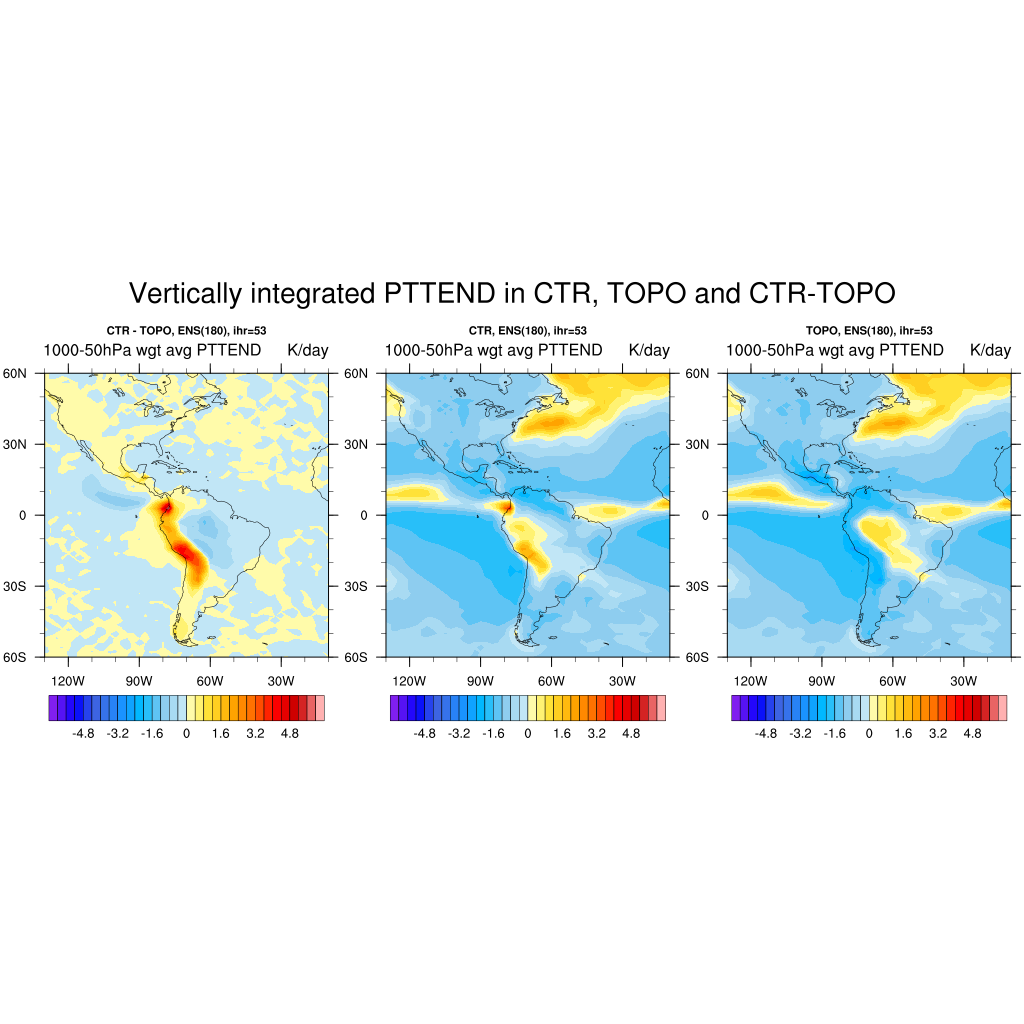 Vertically integrated PTTEND in CTR, TOPO and CTR-TOPO
CTR - TOPO, ENS(180), ihr=53
1000-50hPa wgt avg PTTEND K/day
60N
30N
0
30S
60S
120W 90W 60W 30W
-4.8 -3.2 -1.6 0 1.6 3.2 4.8
CTR, ENS(180), ihr=53
1000-50hPa wgt avg PTTEND K/day
60N
30N
0
30S
60S
120W 90W 60W 30W
-4.8 -3.2 -1.6 0 1.6 3.2 4.8
TOPO, ENS(180), ihr=53
1000-50hPa wgt avg PTTEND K/day
60N
30N
0
30S
60S
120W 90W 60W 30W
-4.8 -3.2 -1.6 0 1.6 3.2 4.8